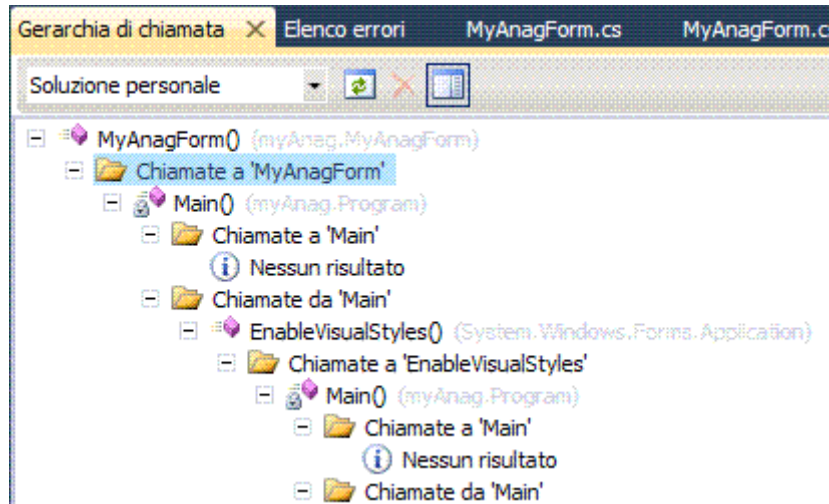 Gerarchia di chiamata Elenco errori MyAnagForm.cs MyAnagForm.c
Soluzione personale
MyAnagForm() (myAnag.MyAnagForm)
Chiamate a 'MyAnagForm'
Main() (myAnag.Program)
Chiamate a 'Main'
Nessun risultato
Chiamate da 'Main'
EnableVisualStyles() (System.Windows.Forms.Application)
Chiamate a 'EnableVisualStyles'
Main() (myAnag.Program)
Chiamate a 'Main'
Nessun risultato
Chiamate da 'Main'